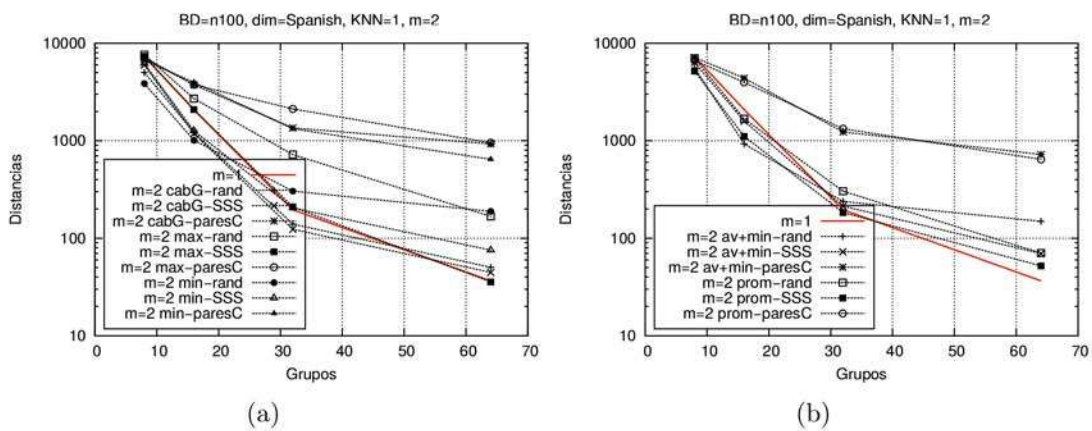 BD=n100, dim=Spanish, KNN=1, m=2
10000
1000
100
10
Distancias
m=1
m=2 cabG-rand
m=2 cabG-SSS
m=2 cabG-paresC
m=2 max-rand
m=2 max-SSS
m=2 max-paresC
m=2 min-rand
m=2 min-SSS
m=2 min-paresC
0 10 20 30 40 50 60 70
Grupos
(a)
BD=n100, dim=Spanish, KNN=1, m=2
10000
1000
100
10
Distancias
m=1
m=2 av+min-rand
m=2 av+min-SSS
m=2 av+min-paresC
m=2 prom-rand
m=2 prom-SSS
m=2 prom-paresC
0 10 20 30 40 50 60 70
Grupos
(b)